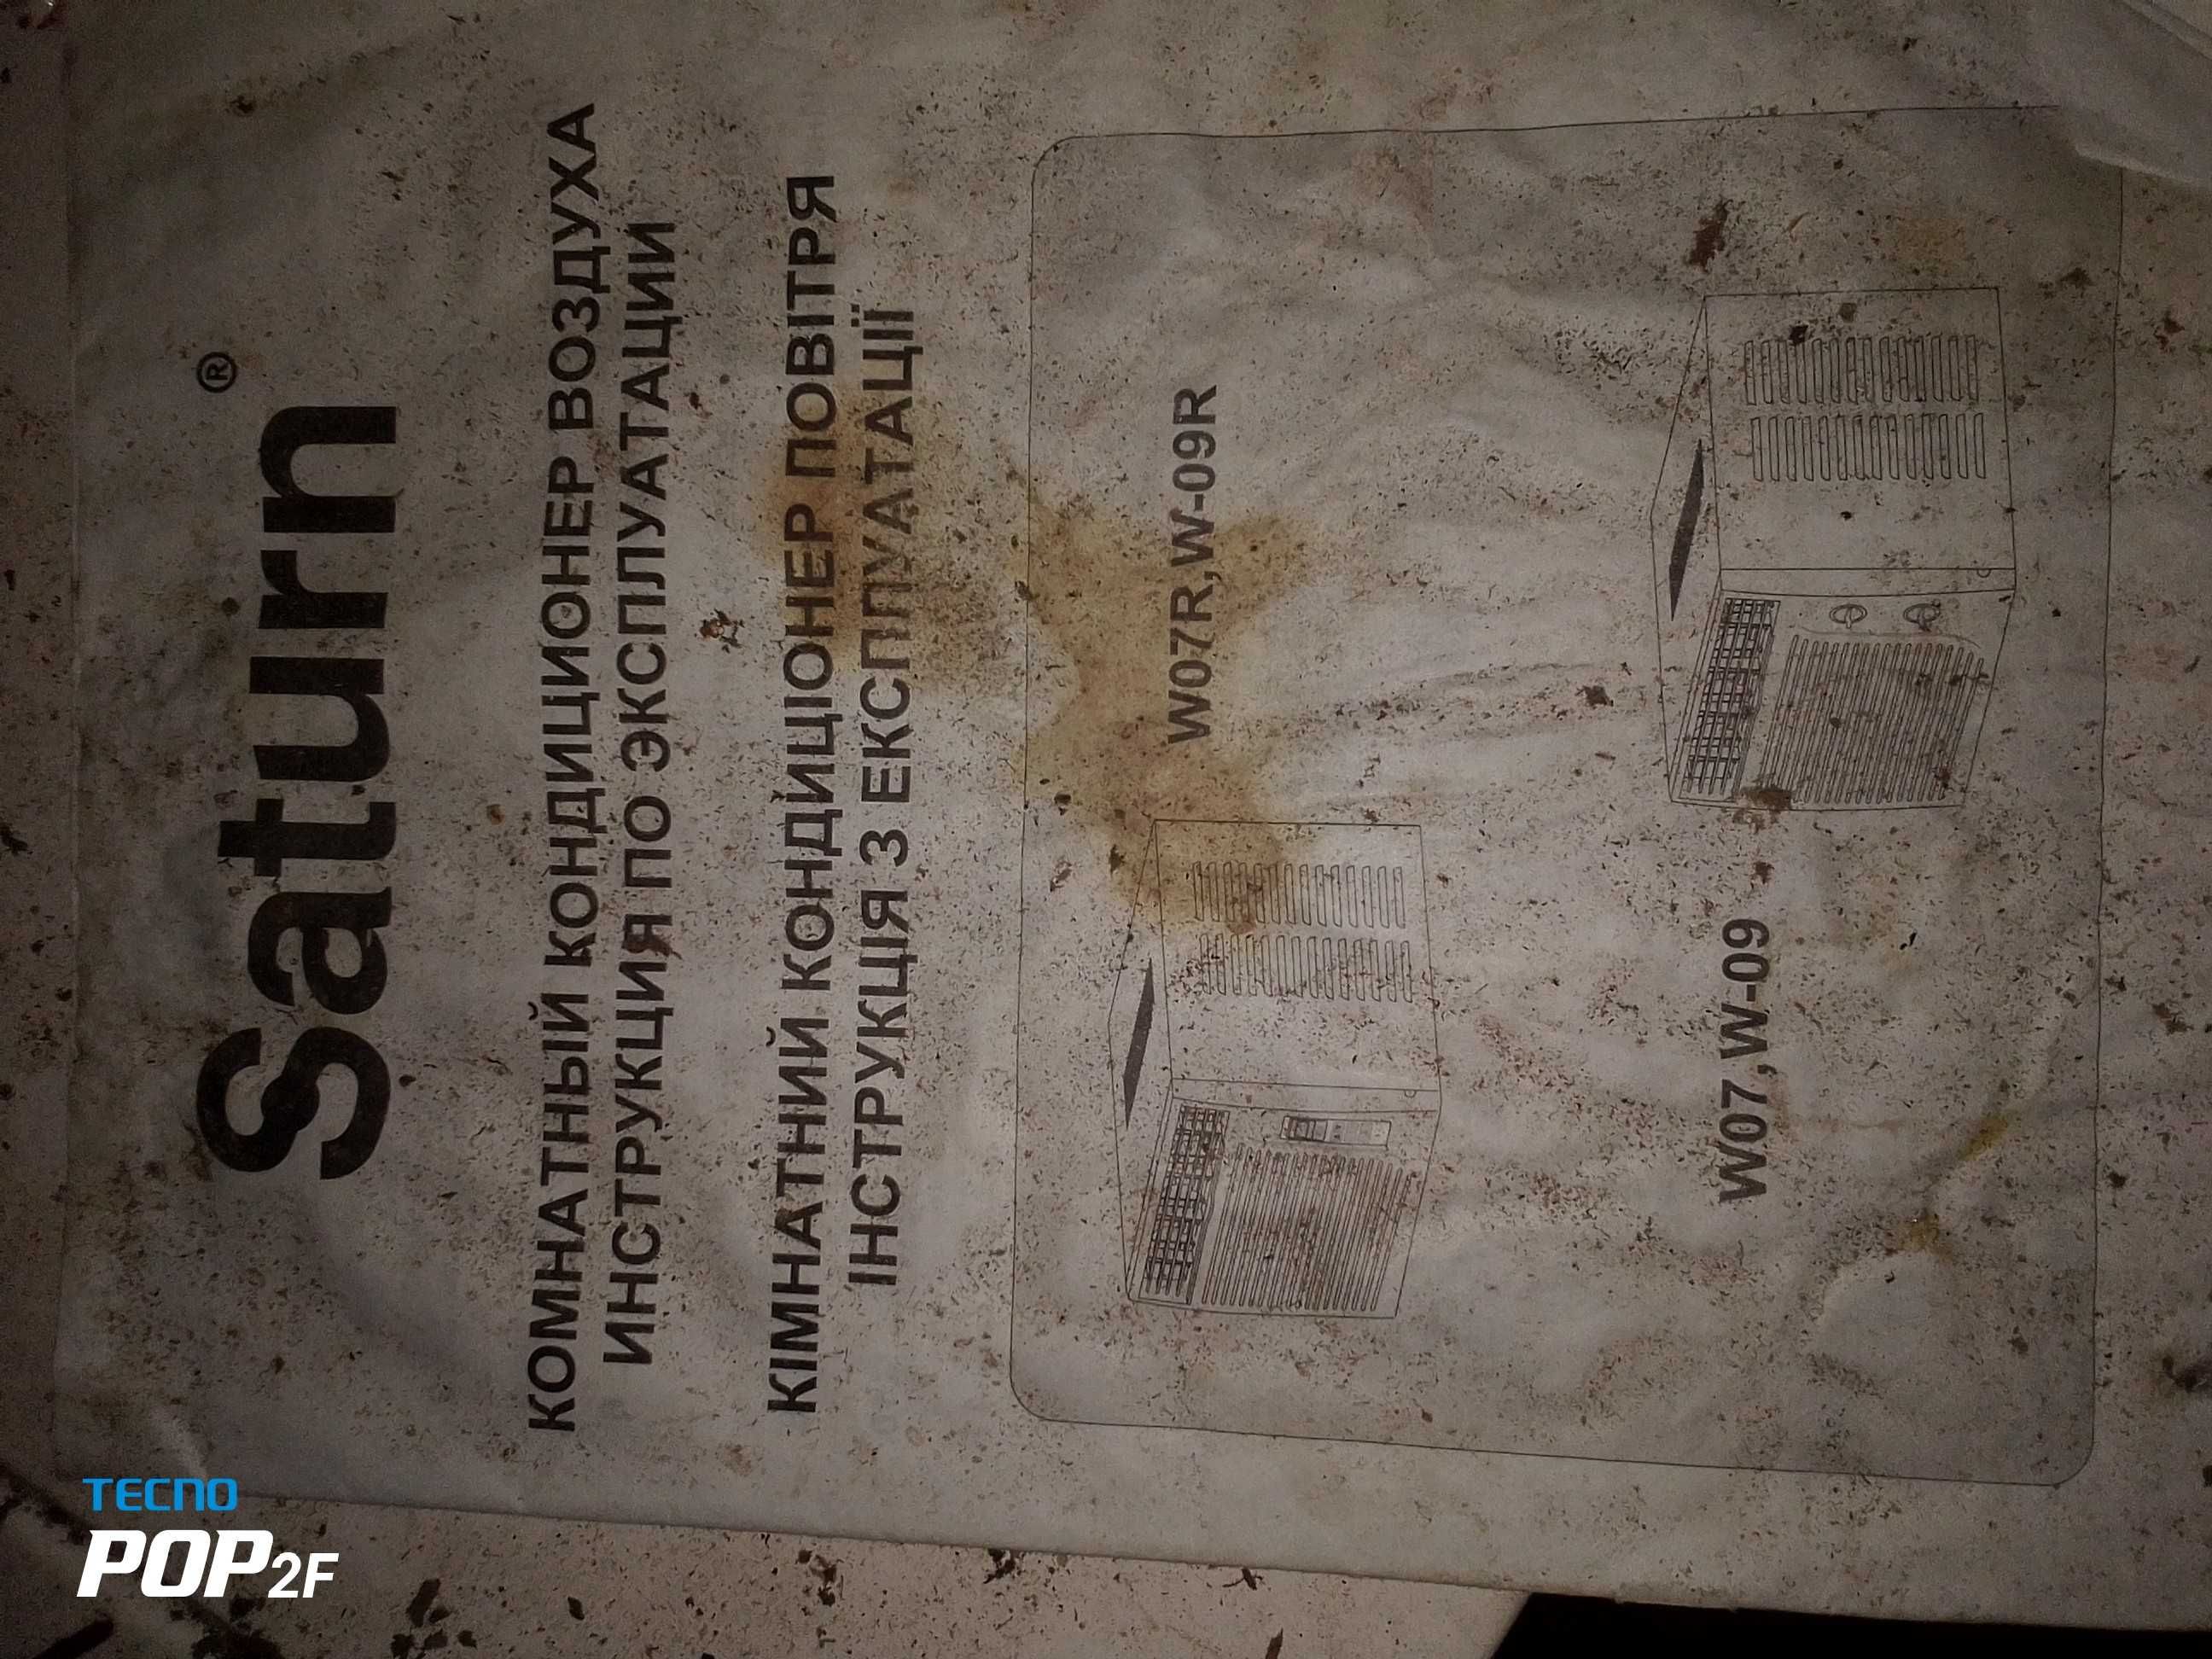 Saturn®
КОМНАТНЫЙ КОНДИЦИОНЕР ВОЗДУХА
ИНСТРУКЦИЯ ПО ЭКСПЛУАТАЦИИ
КІМНАТНИЙ КОНДИЦІОНЕР ПОВІТРЯ
ІНСТРУКЦІЯ З ЕКСПЛУАТАЦІЇ
W07R,W-09R
W07,W-09
TECNO
POP2F